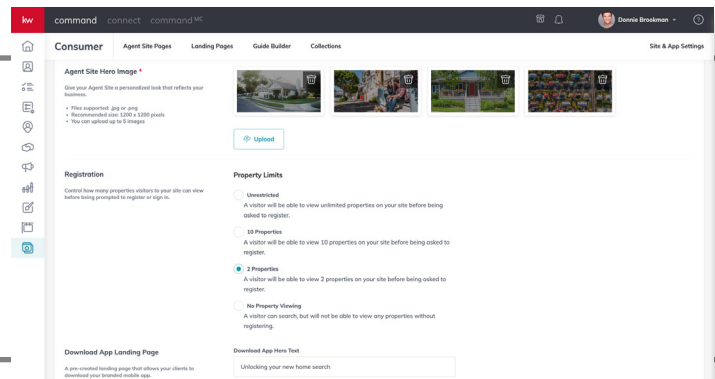 kw
command connect command MC
Donnie Brookman
Consumer
Agent Site Pages
Landing Pages
Guide Builder
Collections
Site & App Settings
Agent Site Hero Image *
Give your Agent Site a personalized look that reflects your
business.
• Files supported: .jpg or .png
• Recommended size: 1200 x 1200 pixels
• You can upload up to 5 images
Upload
Registration
Control how many properties visitors to your site can view
before being prompted to register or sign in.
Property Limits
Unrestricted
A visitor will be able to view unlimited properties on your site before being
asked to register.
10 Properties
A visitor will be able to view 10 properties on your site before being asked to
register.
2 Properties
A visitor will be able to view 2 properties on your site before being asked to
register.
No Property Viewing
A visitor can search, but will not be able to view any properties without
registering.
Download App Landing Page
A pre-created landing page that allows your clients to
download your branded mobile app.
Download App Hero Text
Unlocking your new home search